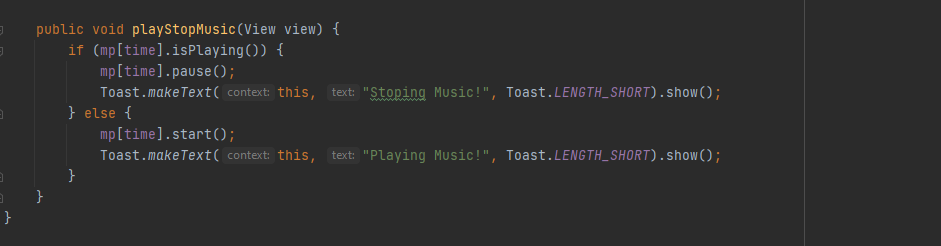 public void playStopMusic(View view) {
if (mp[time].isPlaying()) {
mp[time].pause();
Toast.makeText( context: this, text: "Stoping Music!", Toast.LENGTH_SHORT).show();
} else {
mp[time].start();
Toast.makeText( context: this, text: "Playing Music!", Toast.LENGTH_SHORT).show();
}
}
}